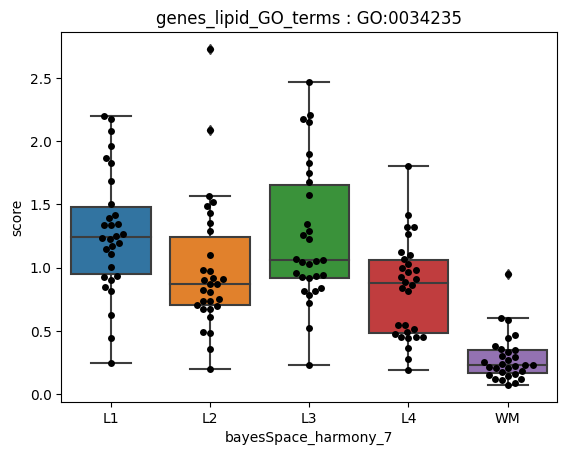 genes_lipid_GO_terms : GO:0034235
score
2.5
2.0
1.5
1.0
0.5
0.0
L1 L2 L3 L4 WM
bayesSpace_harmony_7